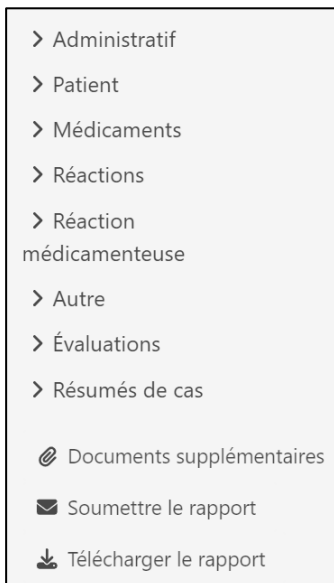 Administratif
Patient
Médicaments
Réactions
Réaction
médicamenteuse
Autre
Évaluations
Résumés de cas
Documents supplémentaires
Soumettre le rapport
Télécharger le rapport